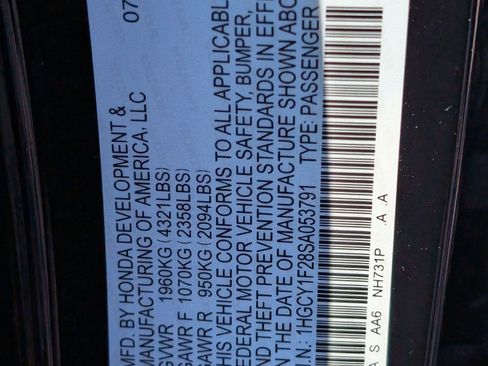 MFD. BY HONDA DEVELOPMENT & 07
MANUFACTURING OF AMERICA, LLC
GVWR 1960KG (4321LBS)
GAWR F 1070KG (2358LBS)
GAWR R 950KG (2094LBS)
THIS VEHICLE CONFORMS TO ALL APPLICABLE
FEDERAL MOTOR VEHICLE SAFETY, BUMPER,
AND THEFT PREVENTION STANDARDS IN EFFE
ON THE DATE OF MANUFACTURE SHOWN ABO
V.I.N.: 1HGCY1F28SA053791 TYPE: PASSENGER
A S AA6 NH731P A A